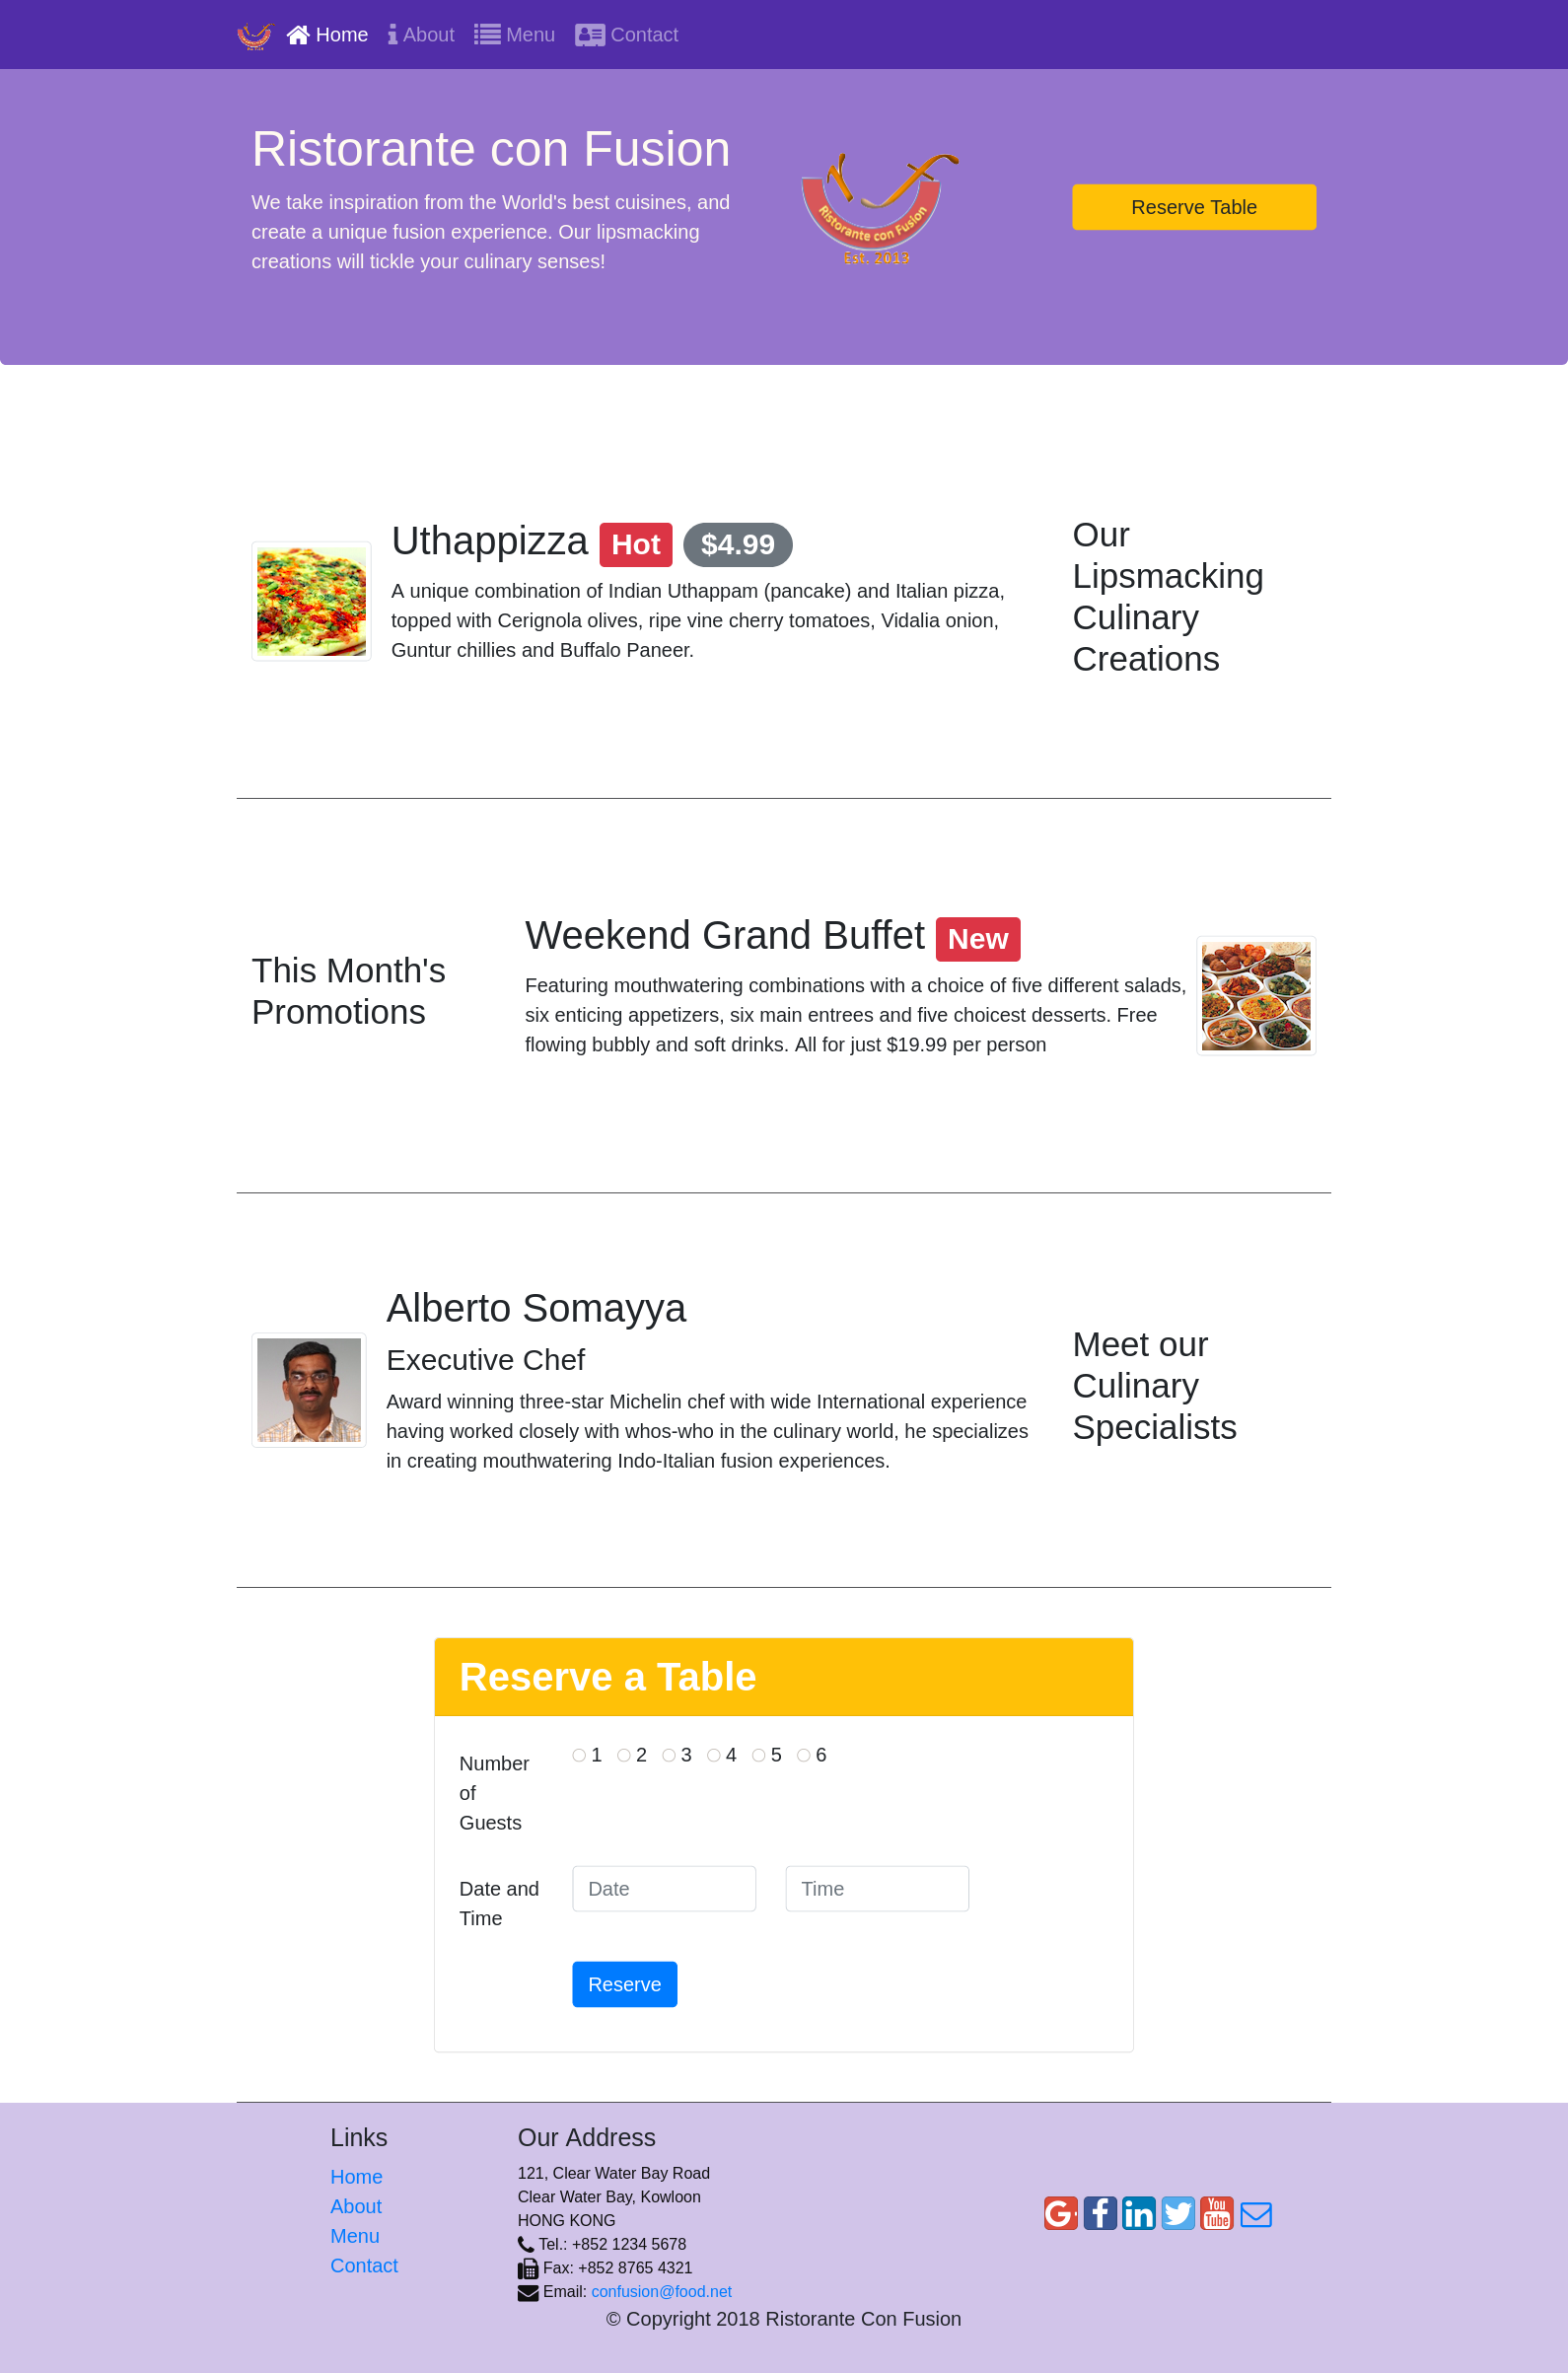 Home About Menu Contact
Ristorante con Fusion
We take inspiration from the World's best cuisines, and
create a unique fusion experience. Our lipsmacking
creations will tickle your culinary senses!
Ristorante con Fusion
Est. 2019
Reserve Table
Uthappizza Hot $4.99
A unique combination of Indian Uthappam (pancake) and Italian pizza,
topped with Cerignola olives, ripe vine cherry tomatoes, Vidalia onion,
Guntur chillies and Buffalo Paneer.
Our
Lipsmacking
Culinary
Creations
This Month's
Promotions
Weekend Grand Buffet New
Featuring mouthwatering combinations with a choice of five different salads,
six enticing appetizers, six main entrees and five choicest desserts. Free
flowing bubbly and soft drinks. All for just $19.99 per person
Alberto Somayya
Executive Chef
Award winning three-star Michelin chef with wide International experience
having worked closely with whos-who in the culinary world, he specializes
in creating mouthwatering Indo-Italian fusion experiences.
Meet our
Culinary
Specialists
Reserve a Table
Number
of
Guests
1 2 3 4 5 6
Date and
Time
Date Time
Reserve
Links
Home
About
Menu
Contact
Our Address
121, Clear Water Bay Road
Clear Water Bay, Kowloon
HONG KONG
Tel.: +852 1234 5678
Fax: +852 8765 4321
Email: confusion@food.net
You
Tube
© Copyright 2018 Ristorante Con Fusion